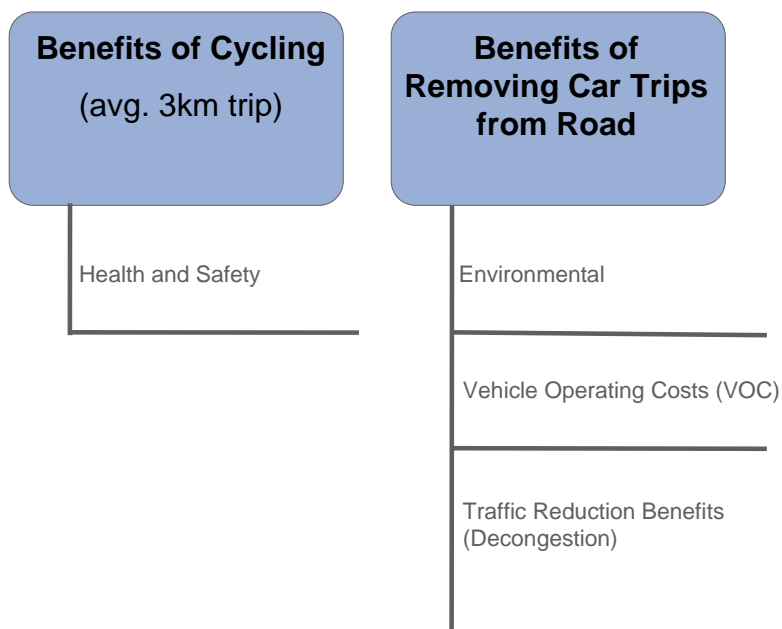 Benefits of Cycling
(avg. 3km trip)
Health and Safety
Benefits of
Removing Car Trips
from Road
Environmental
Vehicle Operating Costs (VOC)
Traffic Reduction Benefits
(Decongestion)